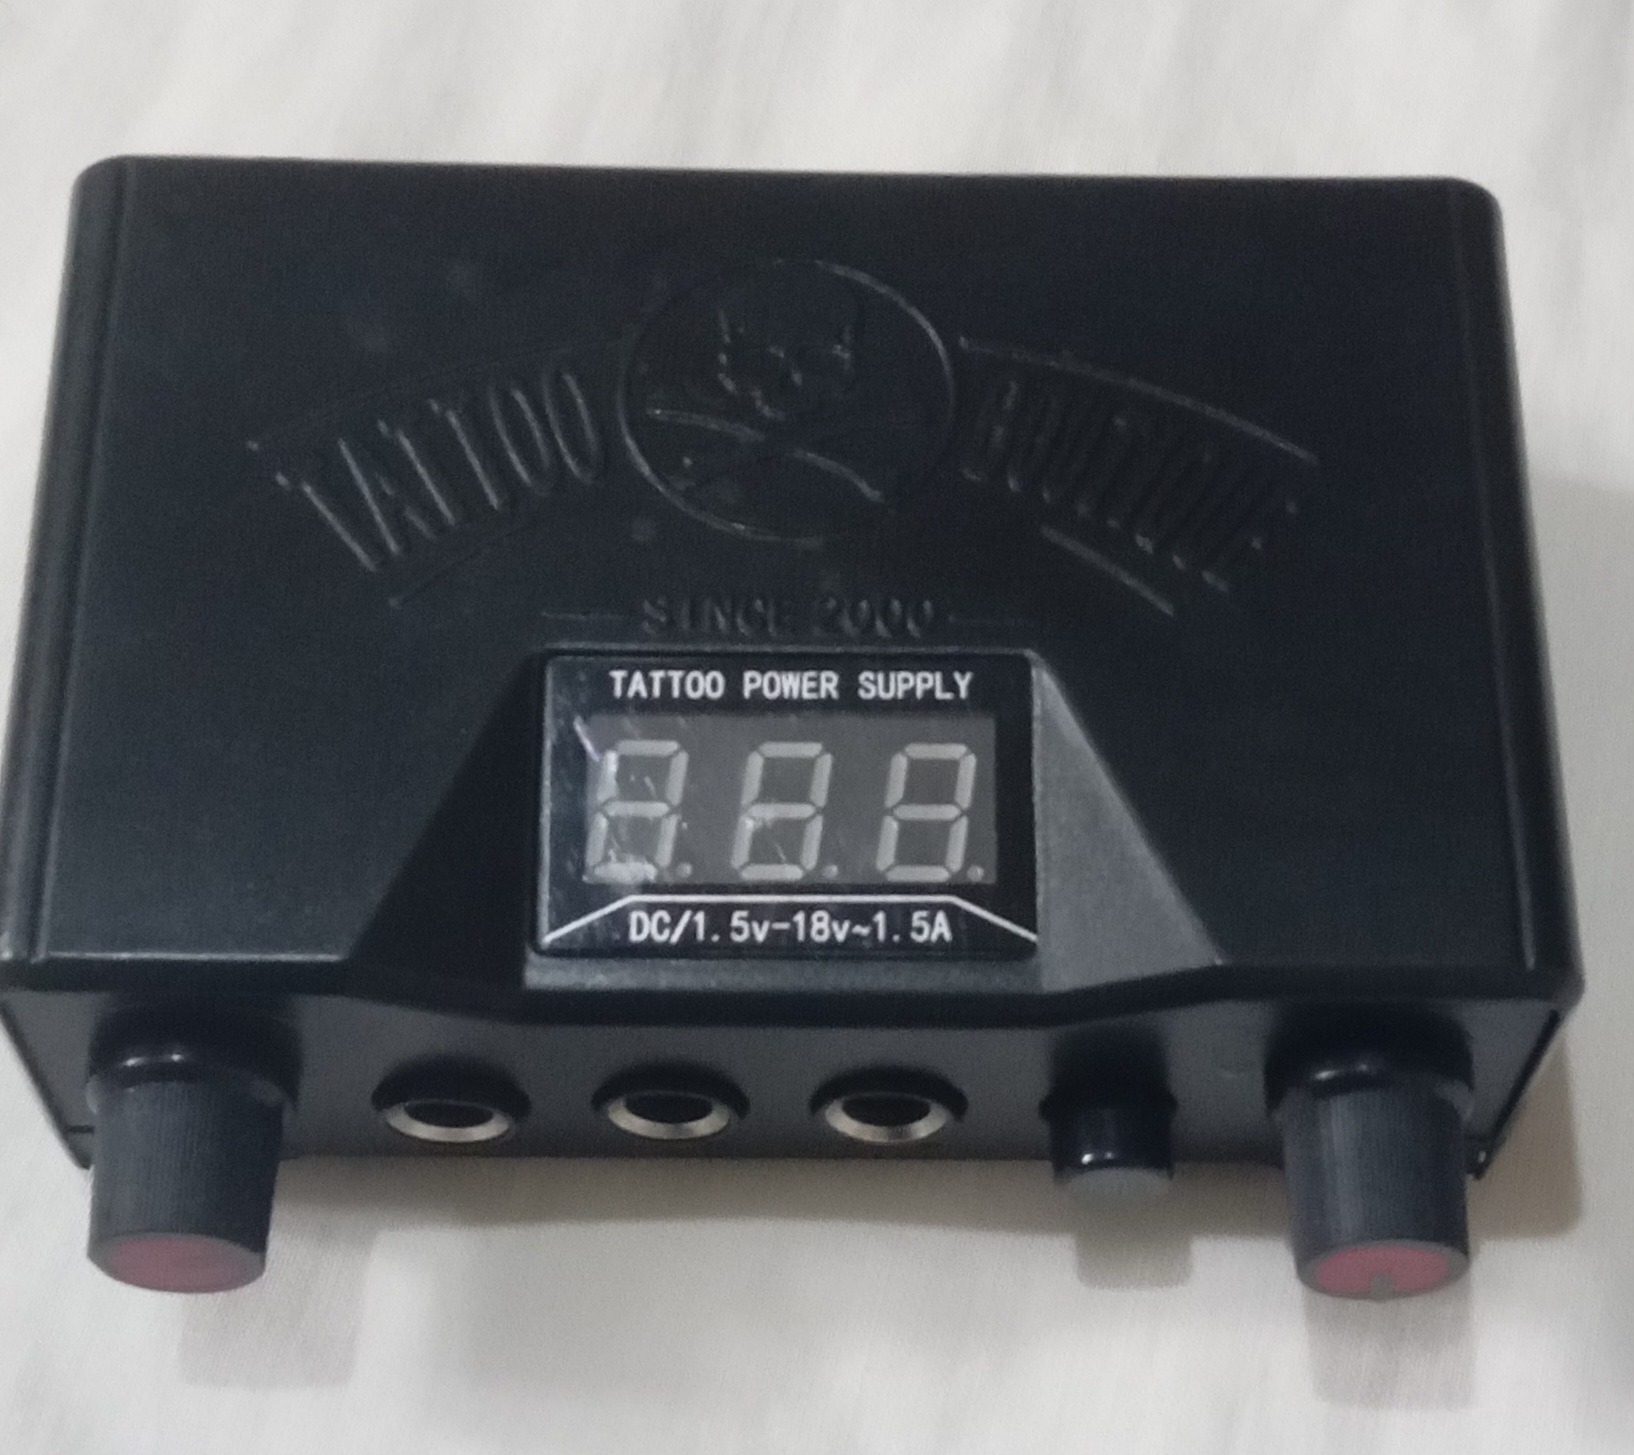 TATTOO
SINCE 2000
TATTOO POWER SUPPLY
DC/1.5v-18v~1.5A